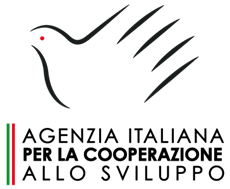 AGENZIA ITALIANA
PER LA COOPERAZIONE
ALLO SVILUPPO